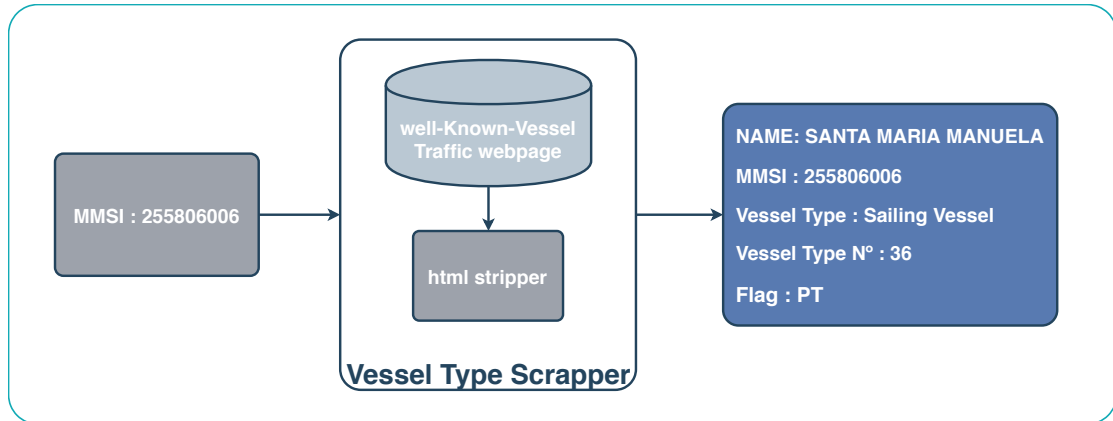 MMSI : 255806006
well-Known-Vessel
Traffic webpage
html stripper
Vessel Type Scrapper
NAME: SANTA MARIA MANUELA
MMSI : 255806006
Vessel Type : Sailing Vessel
Vessel Type Nº : 36
Flag : PT